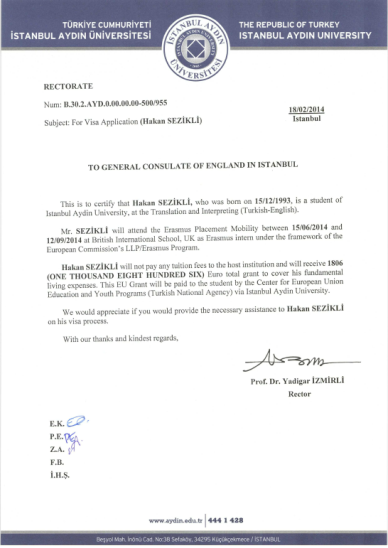 TÜRKİYE CUMHURİYETİ
İSTANBUL AYDIN ÜNİVERSİTESİ
THE REPUBLIC OF TURKEY
ISTANBUL AYDIN UNIVERSITY
İSTANBUL AYDIN
ÜNİVERSİTESİ
RECTORATE
Num: B.30.2.AYD.0.00.00.00-500/955
18/02/2014
Istanbul
Subject: For Visa Application (Hakan SEZİKLİ)
TO GENERAL CONSULATE OF ENGLAND IN ISTANBUL
This is to certify that Hakan SEZİKLİ, who was born on 15/12/1993, is a student of
Istanbul Aydin University, at the Translation and Interpreting (Turkish-English).
Mr. SEZİKLİ will attend the Erasmus Placement Mobility between 15/06/2014 and
12/09/2014 at British International School, UK as Erasmus intern under the framework of the
European Commission's LLP/Erasmus Program.
Hakan SEZİKLİ will not pay any tuition fees to the host institution and will receive 1806
(ONE THOUSAND EIGHT HUNDRED SIX) Euro total grant to cover his fundamental
living expenses. This EU Grant will be paid to the student by the Center for European Union
Education and Youth Programs (Turkish National Agency) via Istanbul Aydin University.
We would appreciate if you would provide the necessary assistance to Hakan SEZİKLİ
on his visa process.
With our thanks and kindest regards,
Prof. Dr. Yadigar İZMİRLİ
Rector
E.K.
P.E.
Z.A.
F.B.
İ.H.Ş.
www.aydin.edu.tr | 444 1 428
Beşyol Mah. İnönü Cad. No:38 Sefaköy, 34295 Küçükçekmece / İSTANBUL